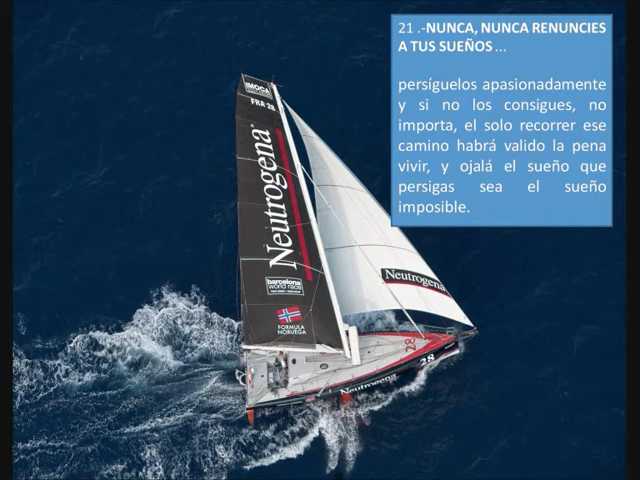 21 .-NUNCA, NUNCA RENUNCIES
A TUS SUEÑOS ...
persíguelos apasionadamente
y si no los consigues, no
importa, el solo recorrer ese
camino habrá valido la pena
vivir, y ojalá el sueño que
persigas sea el sueño
imposible.
IMOCA
FRA 28
Neutrogena
barcelona
world race
FORMULA
NORUEGA
Neutrogena
28
28
Neutrogena